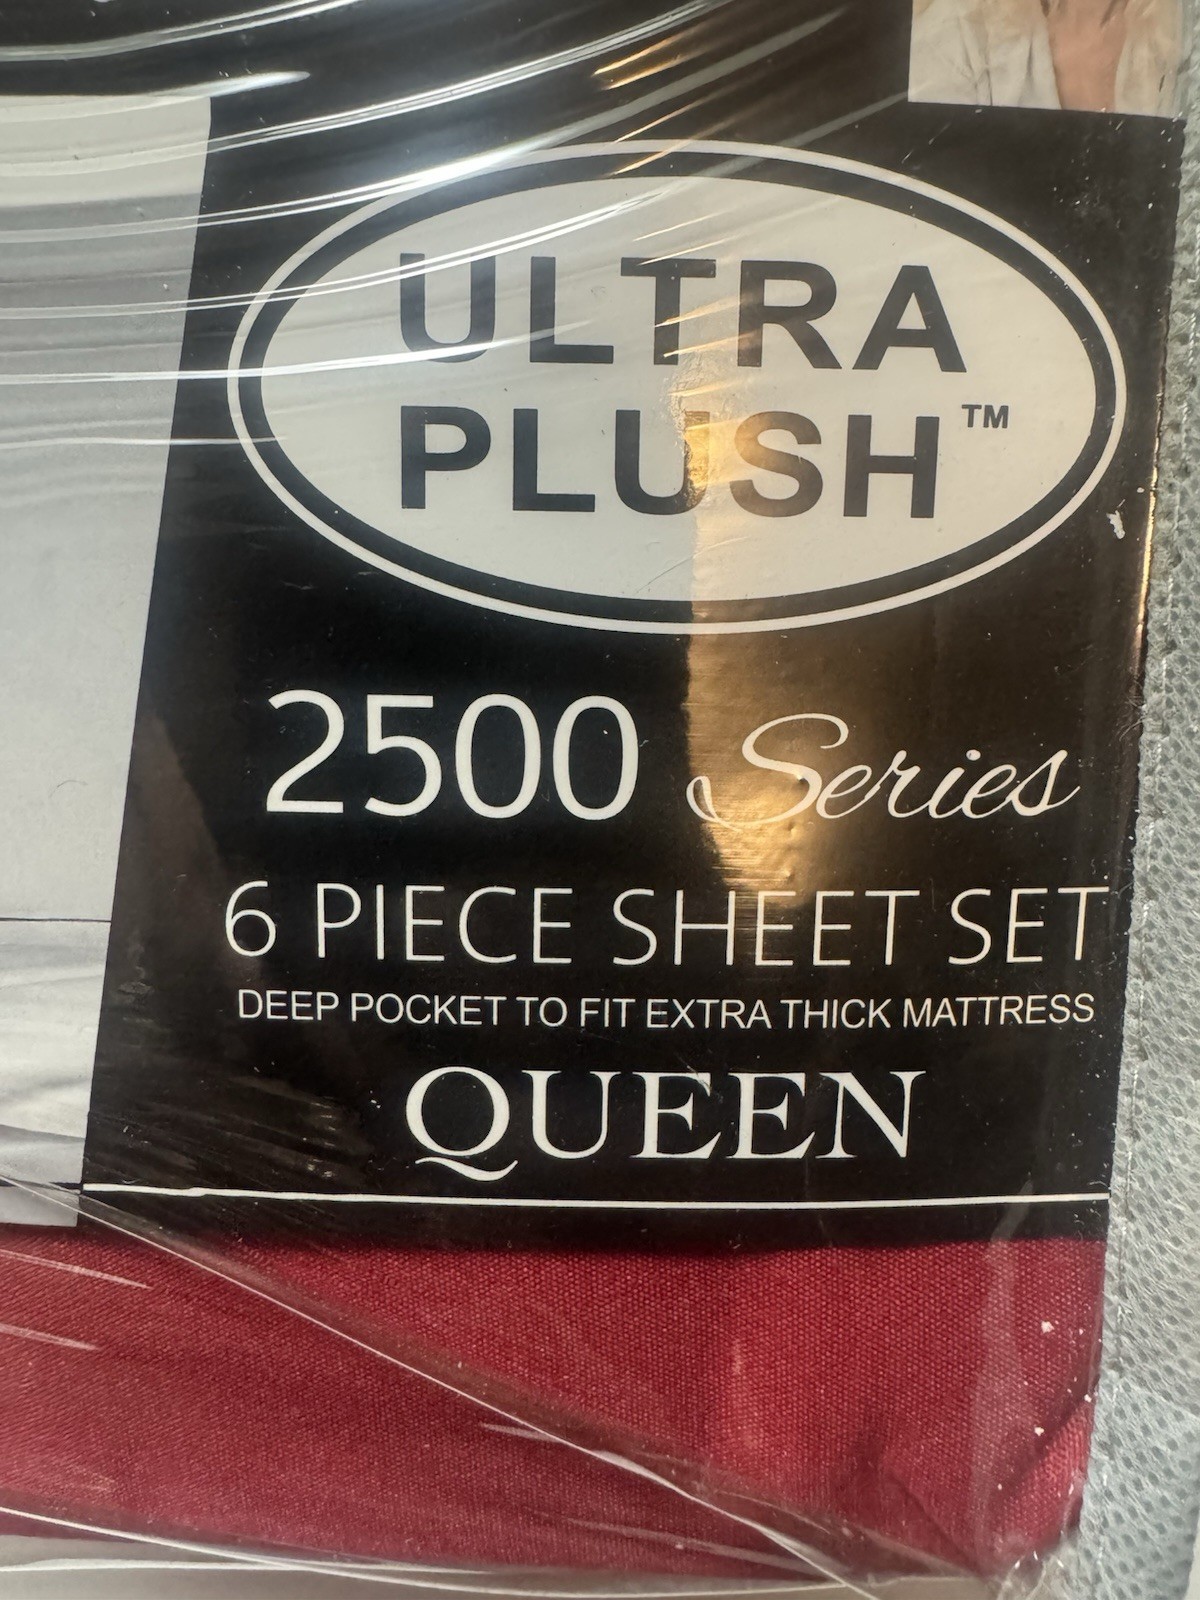 ULTRA
PLUSH™
2500 Series
6 PIECE SHEET SET
DEEP POCKET TO FIT EXTRA THICK MATTRESS
QUEEN